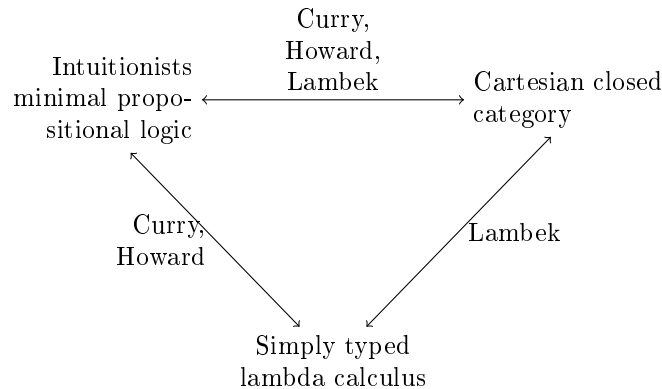 Curry,
Howard,
Lambek
Intuitionists
minimal propo-
sitional logic
Cartesian closed
category
Curry,
Howard
Lambek
Simply typed
lambda calculus